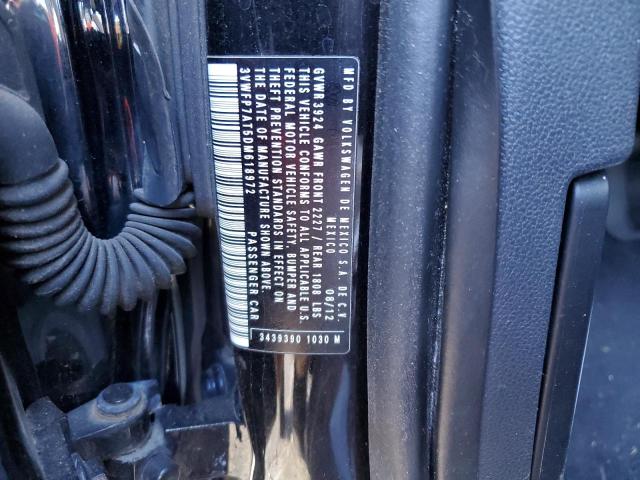 MFD BY VOLKSWAGEN DE MEXICO S.A. DE C.V.
MEXICO 08/12
GVWR 3924 GAWR FRONT 2227 / REAR 1808 LBS
THIS VEHICLE CONFORMS TO ALL APPLICABLE U.S.
FEDERAL MOTOR VEHICLE SAFETY, BUMPER AND
THEFT PREVENTION STANDARDS IN EFFECT ON
THE DATE OF MANUFACTURE SHOWN ABOVE.
3VWFP7AT5DM618972 PASSENGER CAR
3439390 1030 M